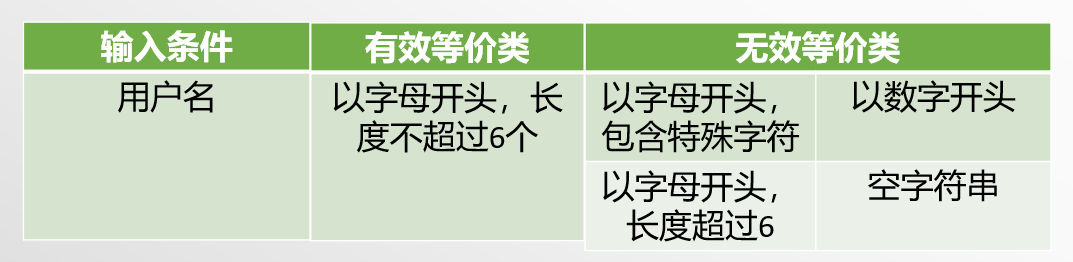 输入条件
有效等价类
无效等价类
用户名
以字母开头，长
度不超过6个
以字母开头，
包含特殊字符
以数字开头
以字母开头，
长度超过6
空字符串